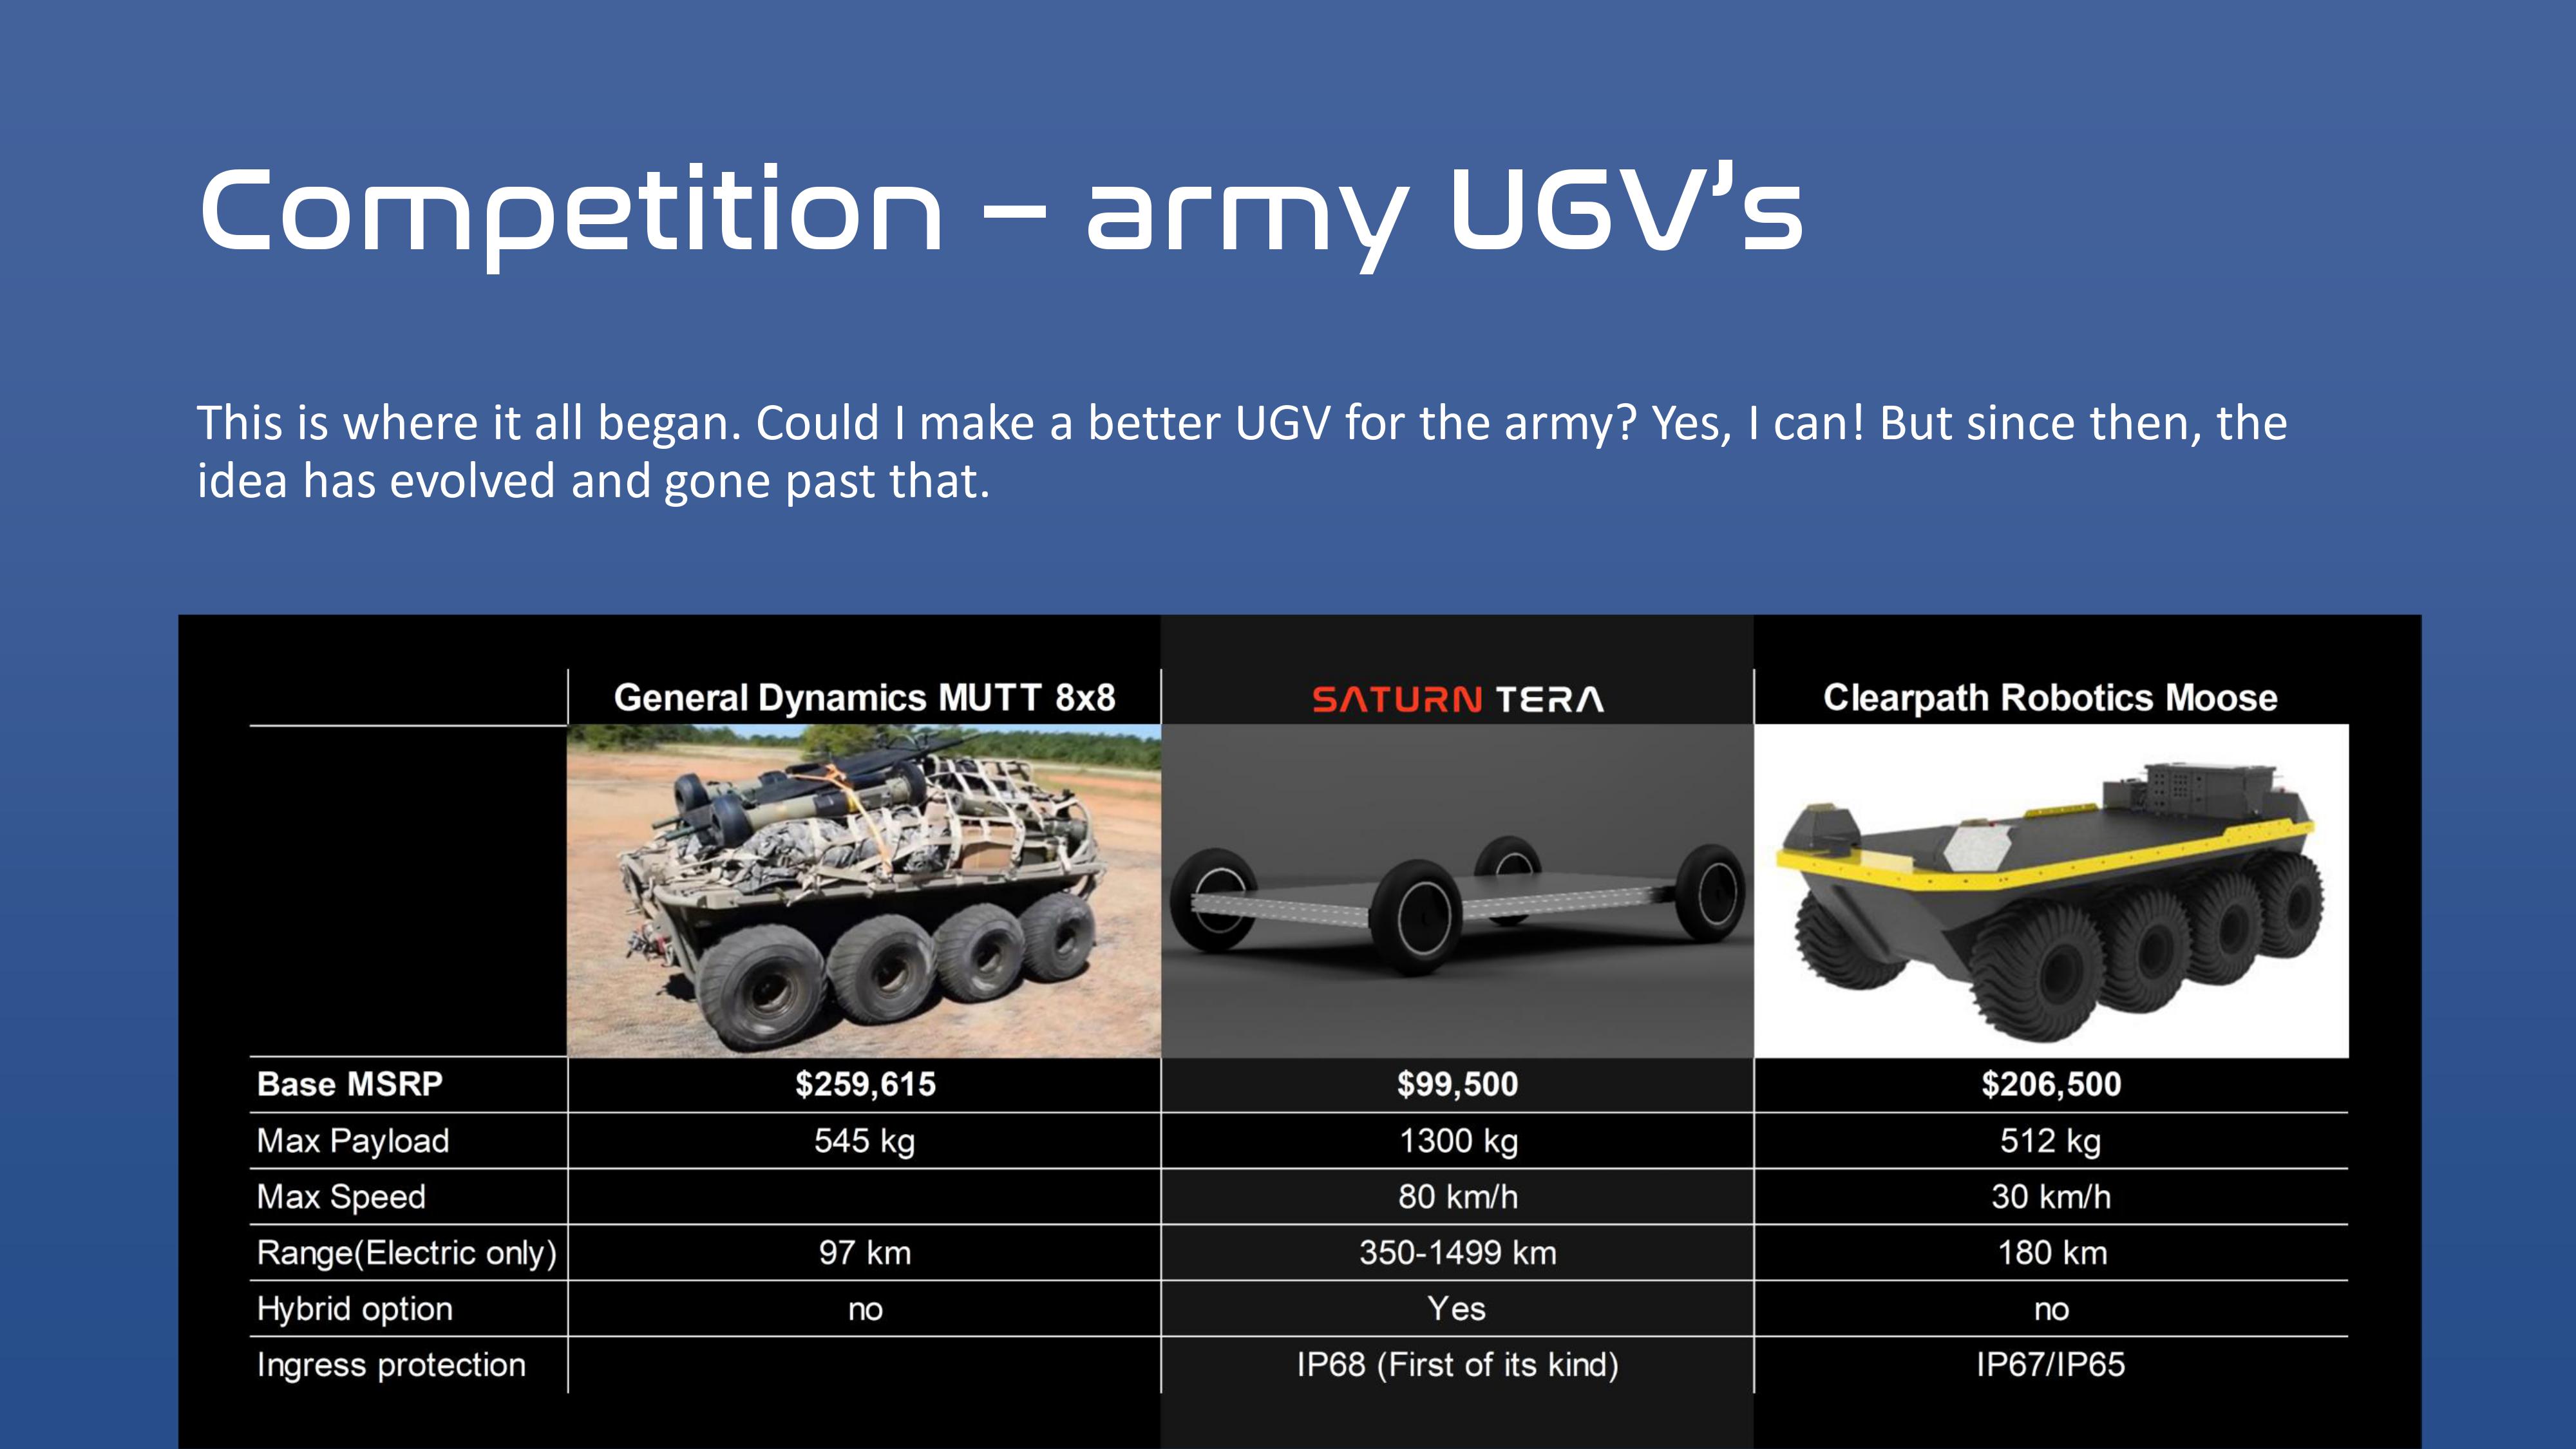 Competition – army UGV’s
This is where it all began. Could I make a better UGV for the army? Yes, I can! But since then, the
idea has evolved and gone past that.
General Dynamics MUTT 8x8 SATURN TERA Clearpath Robotics Moose
Base MSRP $259,615 $99,500 $206,500
Max Payload 545 kg 1300 kg 512 kg
Max Speed 80 km/h 30 km/h
Range(Electric only) 97 km 350-1499 km 180 km
Hybrid option no Yes no
Ingress protection IP68 (First of its kind) IP67/IP65